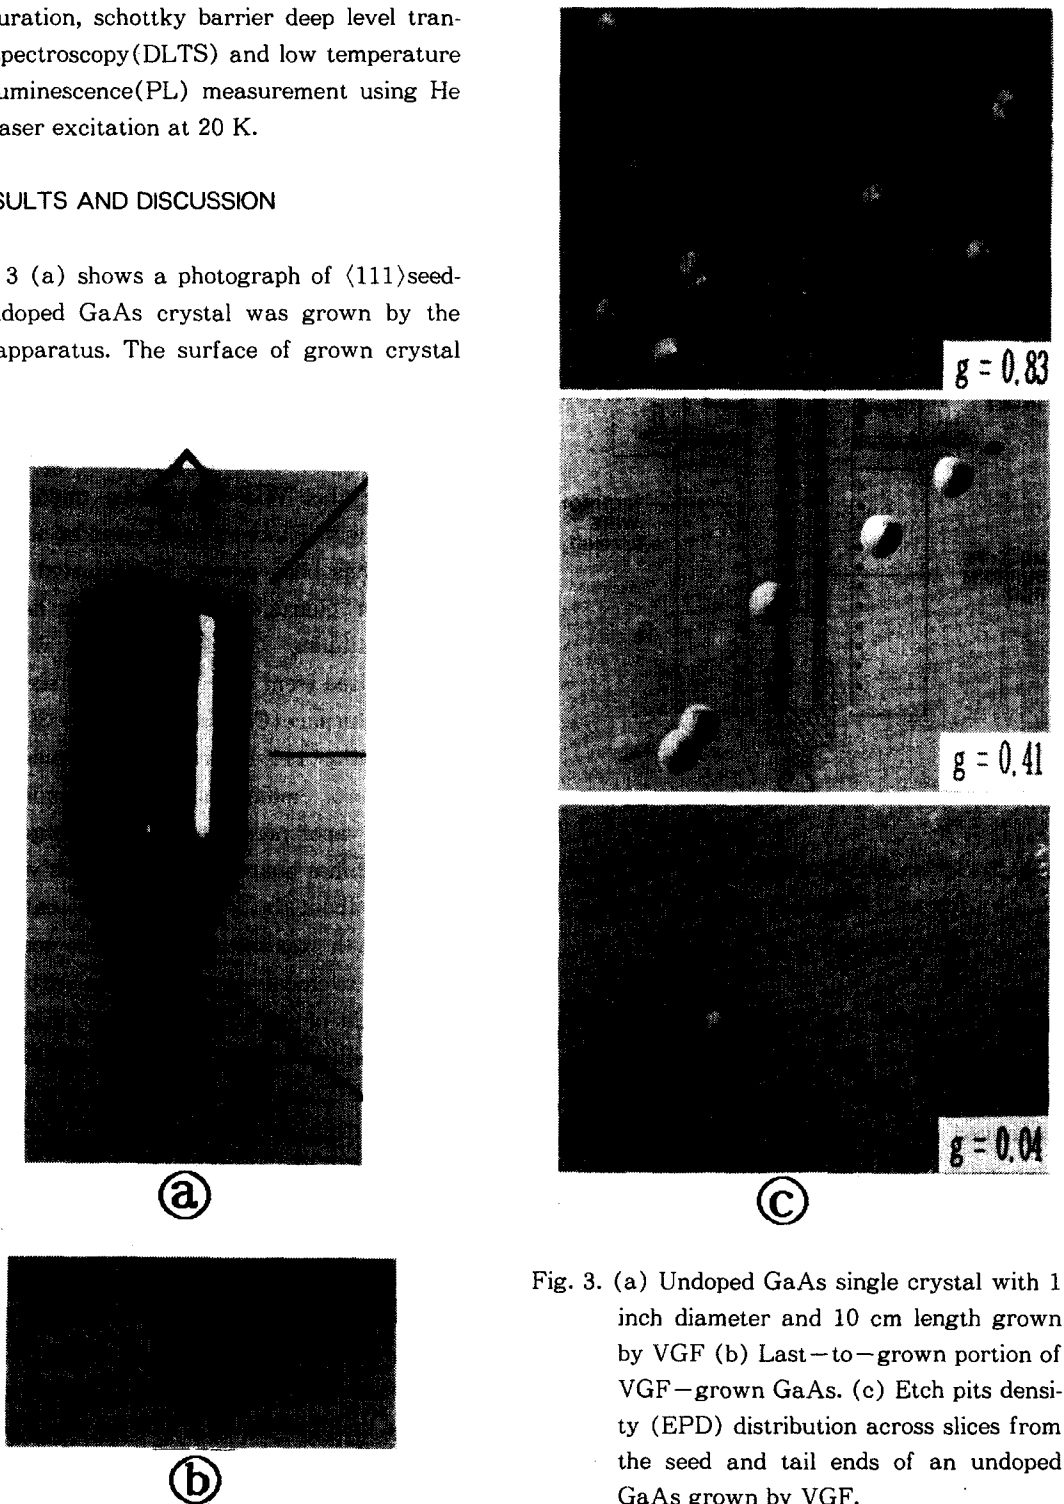 uration, schottky barrier deep level tran-
pectroscopy(DLTS) and low temperature
uminescence(PL) measurement using He
aser excitation at 20 K.
SULTS AND DISCUSSION
3 (a) shows a photograph of ⟨111⟩seed-
doped GaAs crystal was grown by the
apparatus. The surface of grown crystal
ⓐ
ⓑ
g = 0.83
g = 0.41
g = 0.04
ⓒ
Fig. 3. (a) Undoped GaAs single crystal with 1
inch diameter and 10 cm length grown
by VGF (b) Last−to−grown portion of
VGF−grown GaAs. (c) Etch pits densi-
ty (EPD) distribution across slices from
the seed and tail ends of an undoped
GaAs grown by VGF.